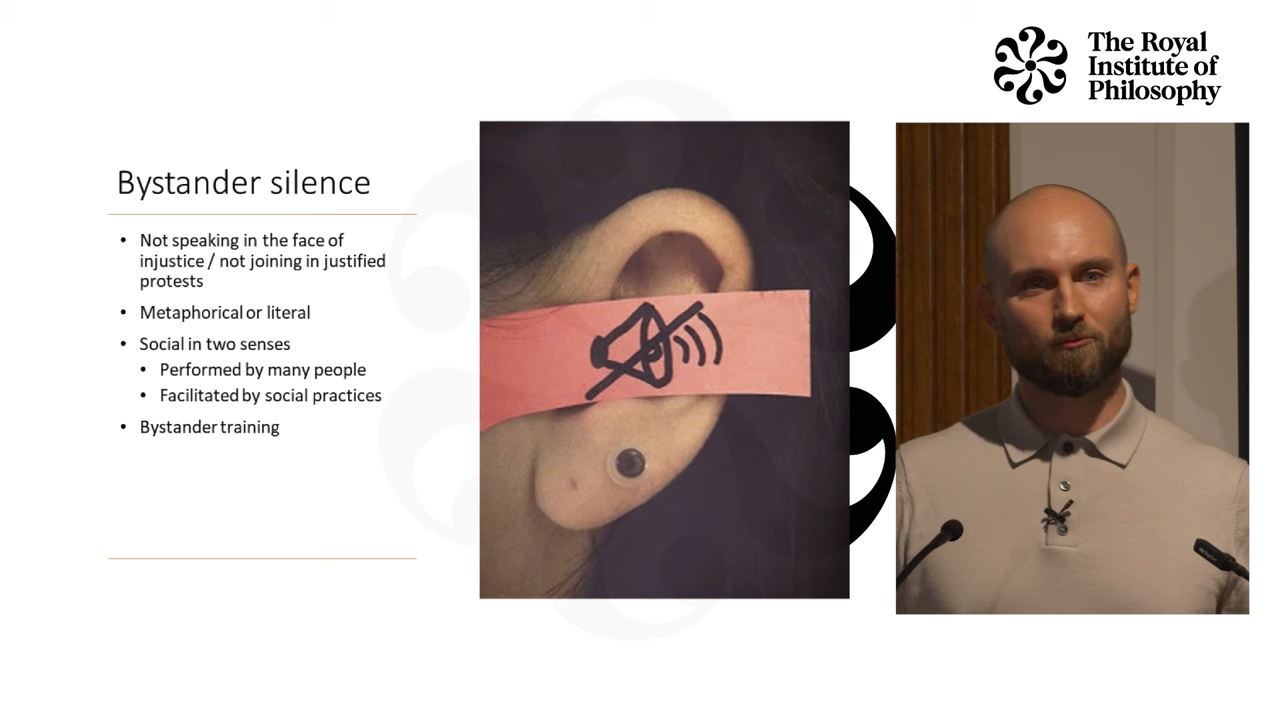 The Royal
Institute of
Philosophy
Bystander silence
• Not speaking in the face of
injustice / not joining in justified
protests
• Metaphorical or literal
• Social in two senses
• Performed by many people
• Facilitated by social practices
• Bystander training